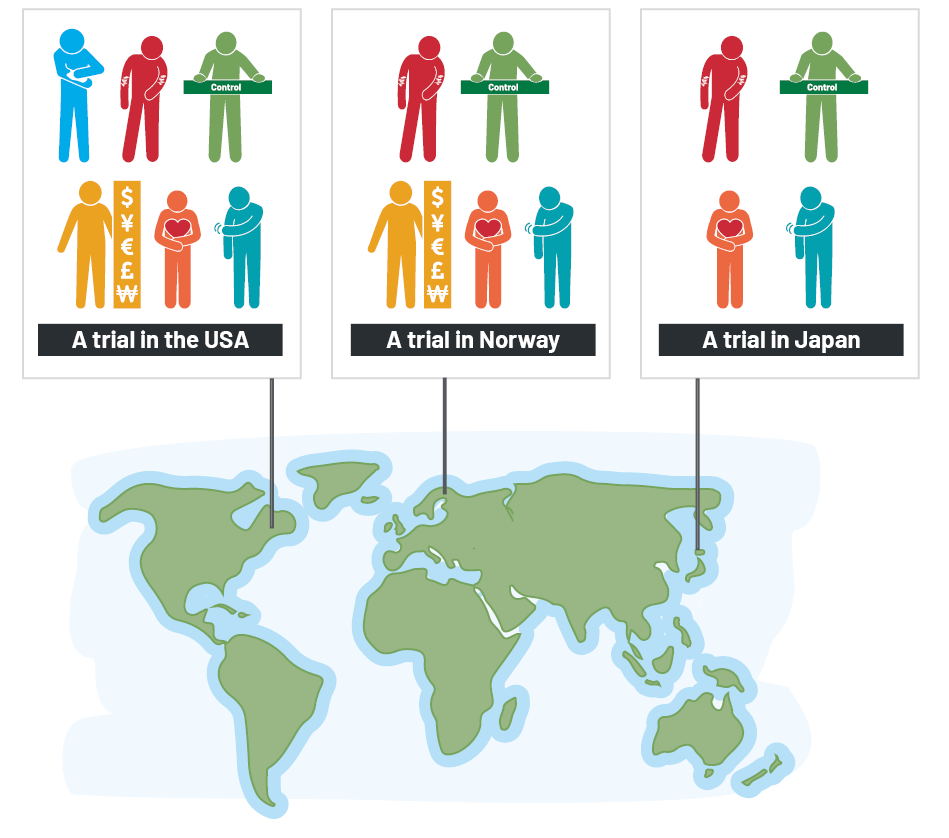 Control
Control
Control
$
¥
€
£
₩
$
¥
€
£
₩
A trial in the USA
A trial in Norway
A trial in Japan